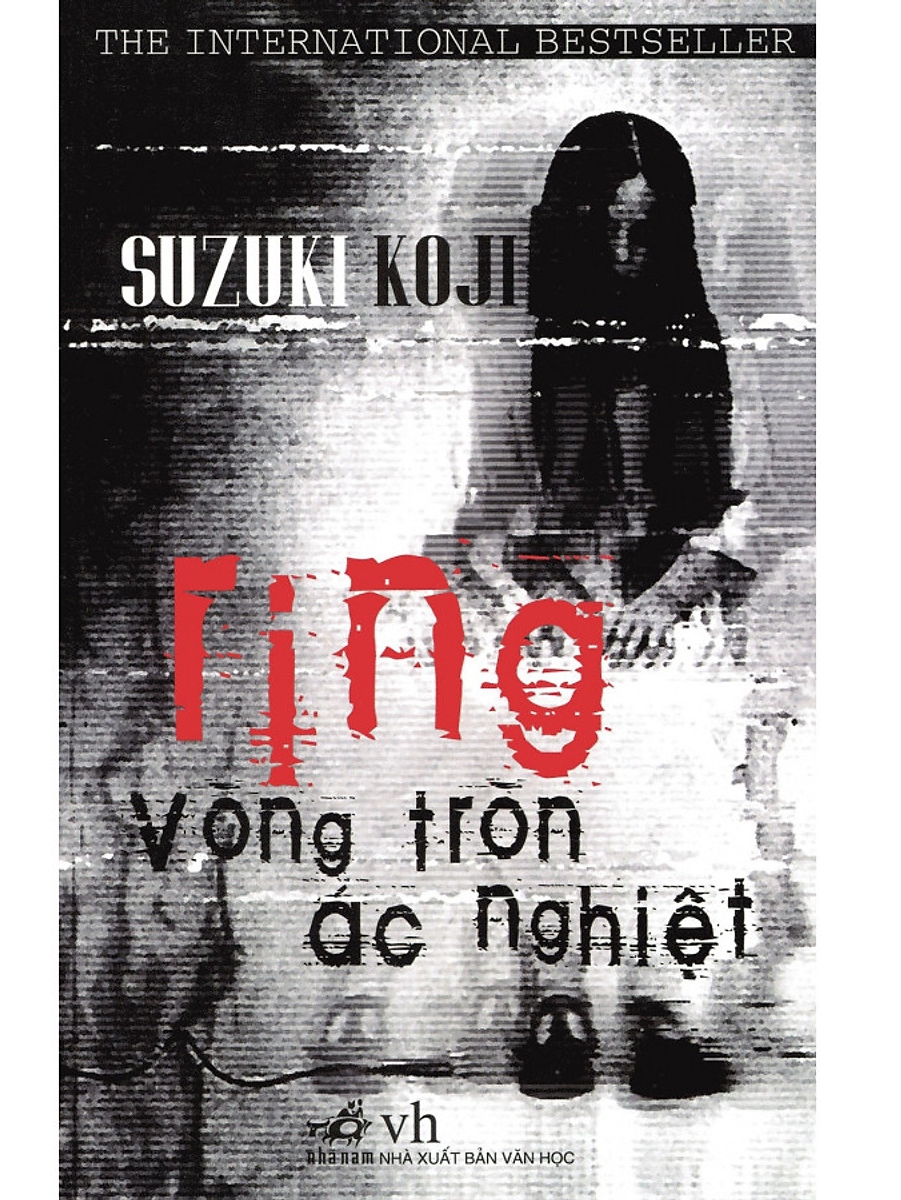 THE INTERNATIONAL BESTSELLER
SUZUKI KOJI
ring
vòng tròn
ác nghiệt
vh
nhã nam NHÀ XUẤT BẢN VĂN HỌC